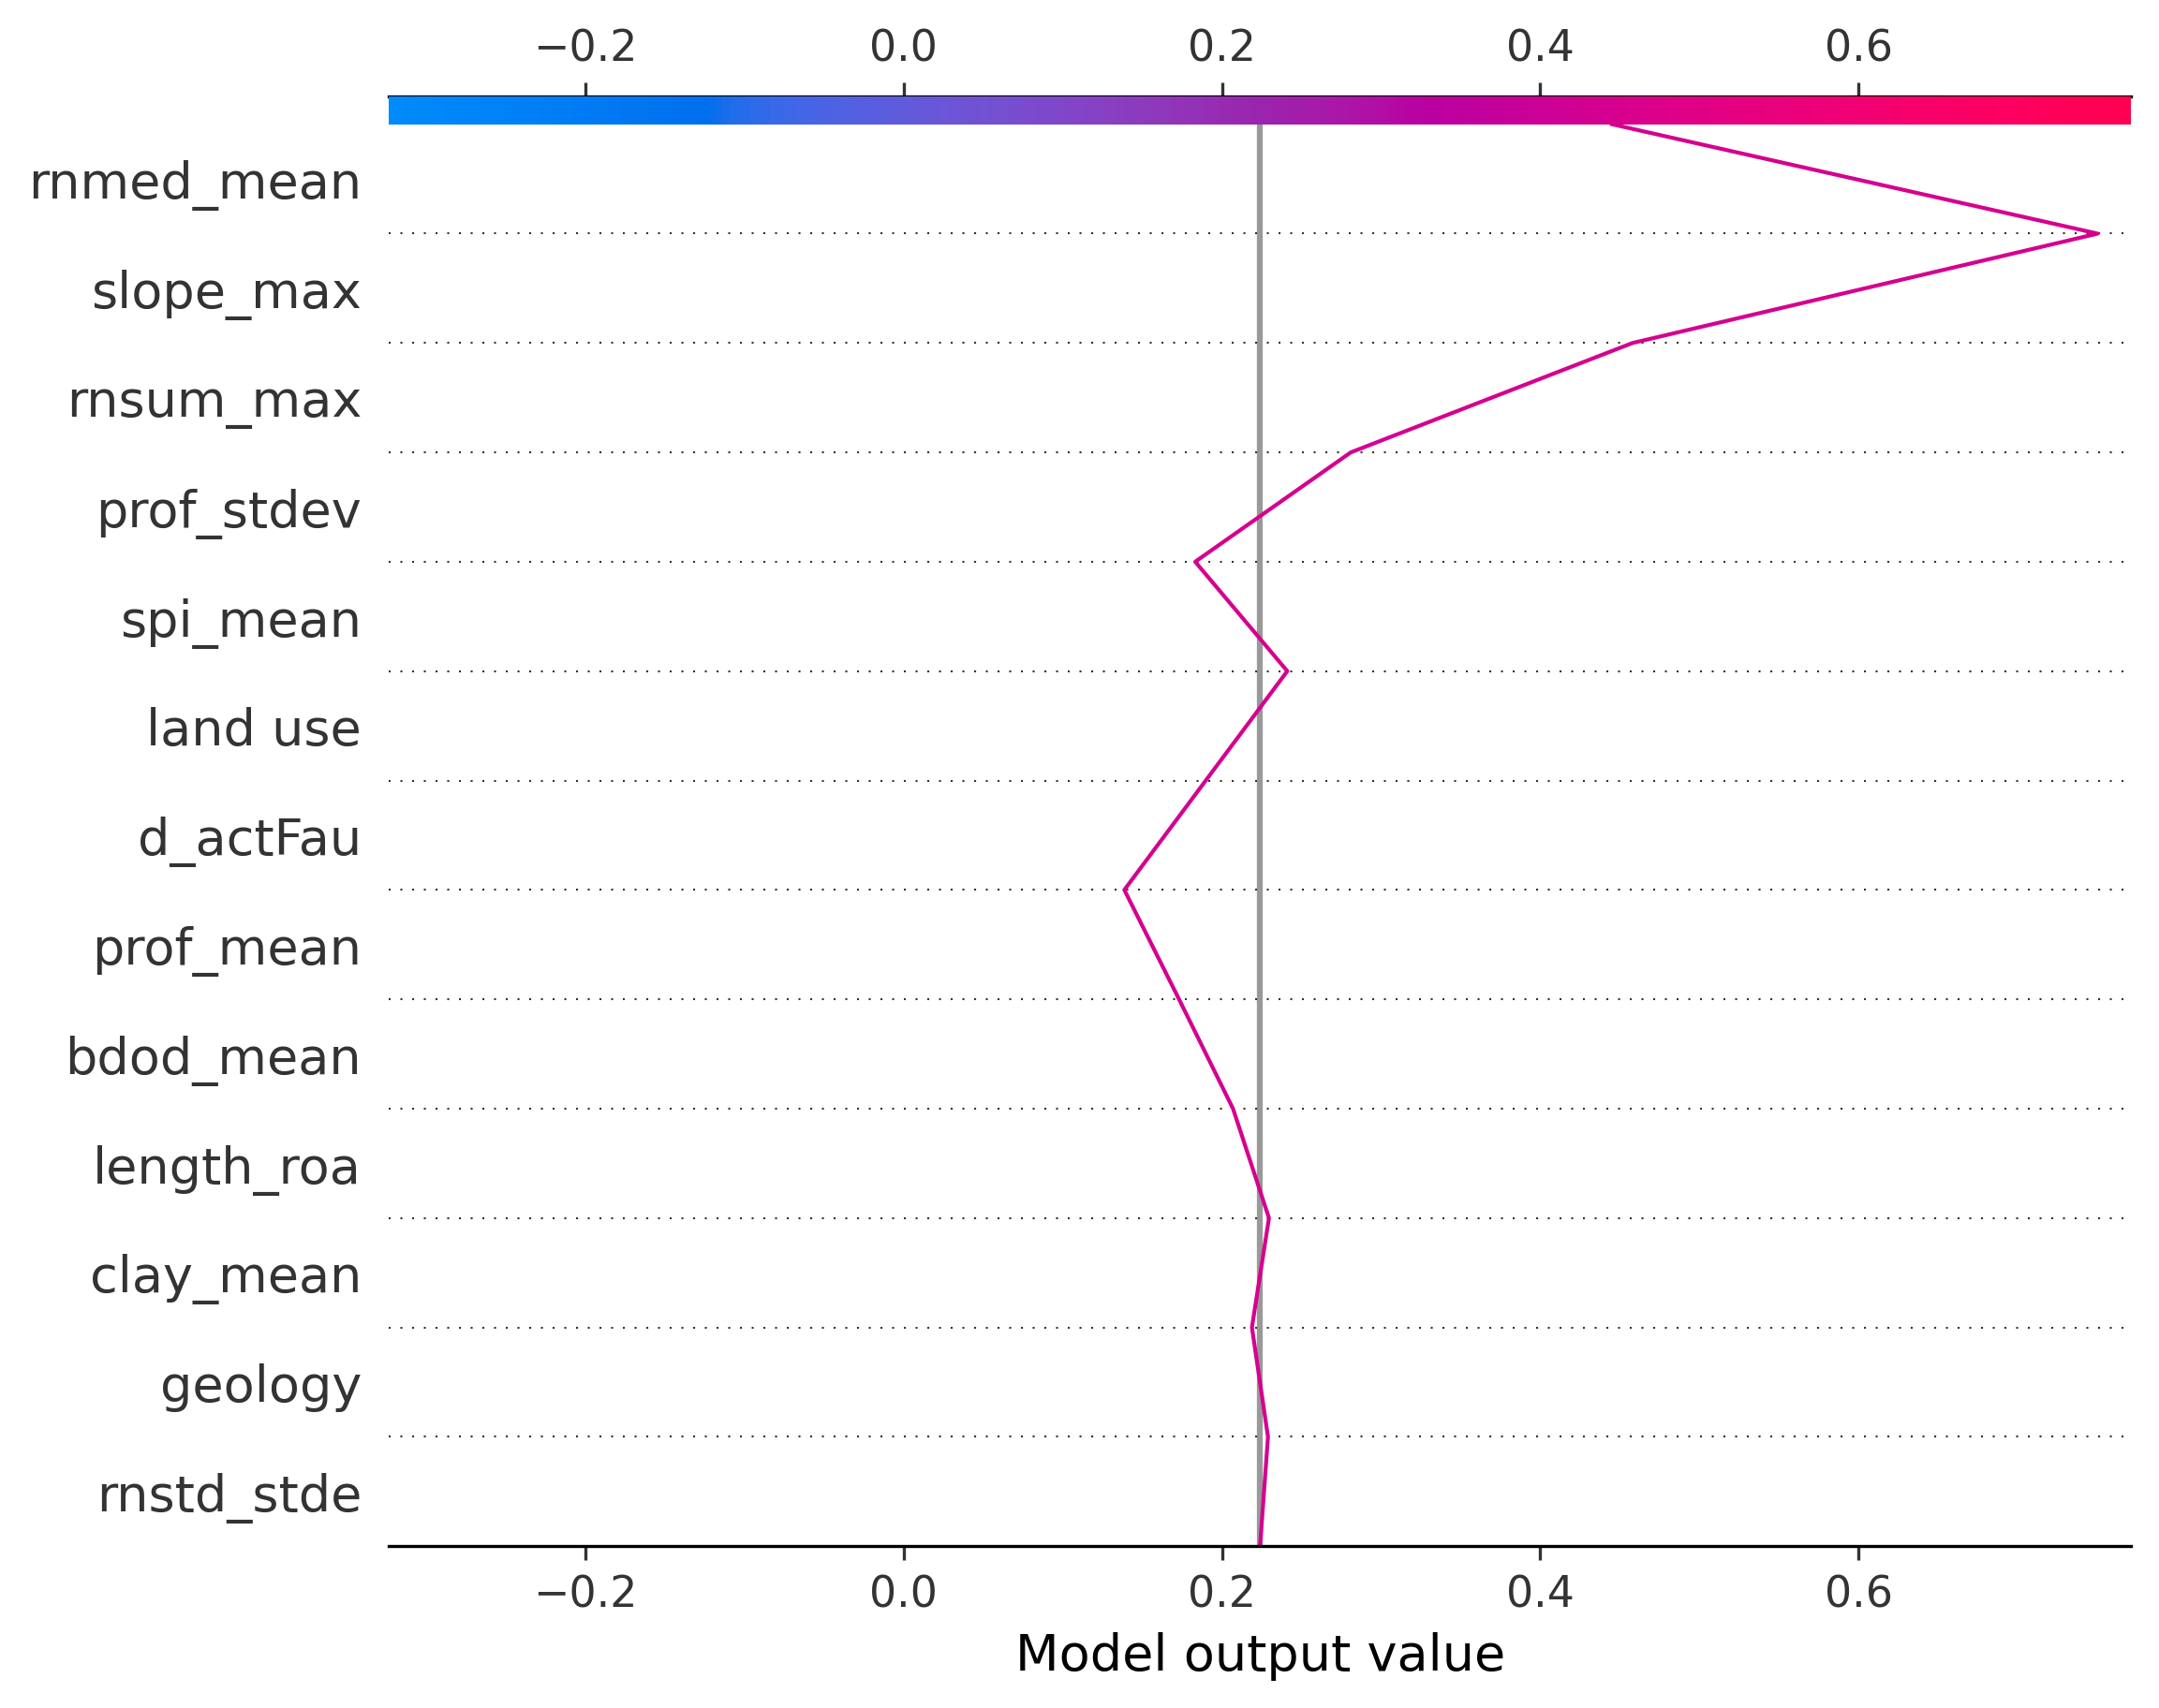 −0.2 0.0 0.2 0.4 0.6
rnmed_mean
slope_max
rnsum_max
prof_stdev
spi_mean
land use
d_actFau
prof_mean
bdod_mean
length_roa
clay_mean
geology
rnstd_stde
−0.2 0.0 0.2 0.4 0.6
Model output value